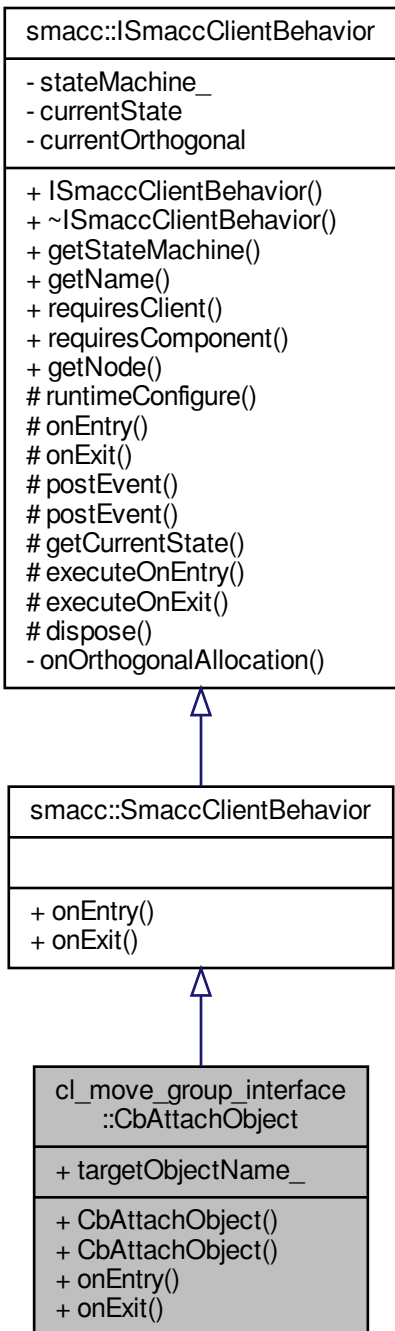 smacc::ISmaccClientBehavior
- stateMachine_
- currentState
- currentOrthogonal
+ ISmaccClientBehavior()
+ ~ISmaccClientBehavior()
+ getStateMachine()
+ getName()
+ requiresClient()
+ requiresComponent()
+ getNode()
# runtimeConfigure()
# onEntry()
# onExit()
# postEvent()
# postEvent()
# getCurrentState()
# executeOnEntry()
# executeOnExit()
# dispose()
- onOrthogonalAllocation()
smacc::SmaccClientBehavior
+ onEntry()
+ onExit()
cl_move_group_interface
::CbAttachObject
+ targetObjectName_
+ CbAttachObject()
+ CbAttachObject()
+ onEntry()
+ onExit()